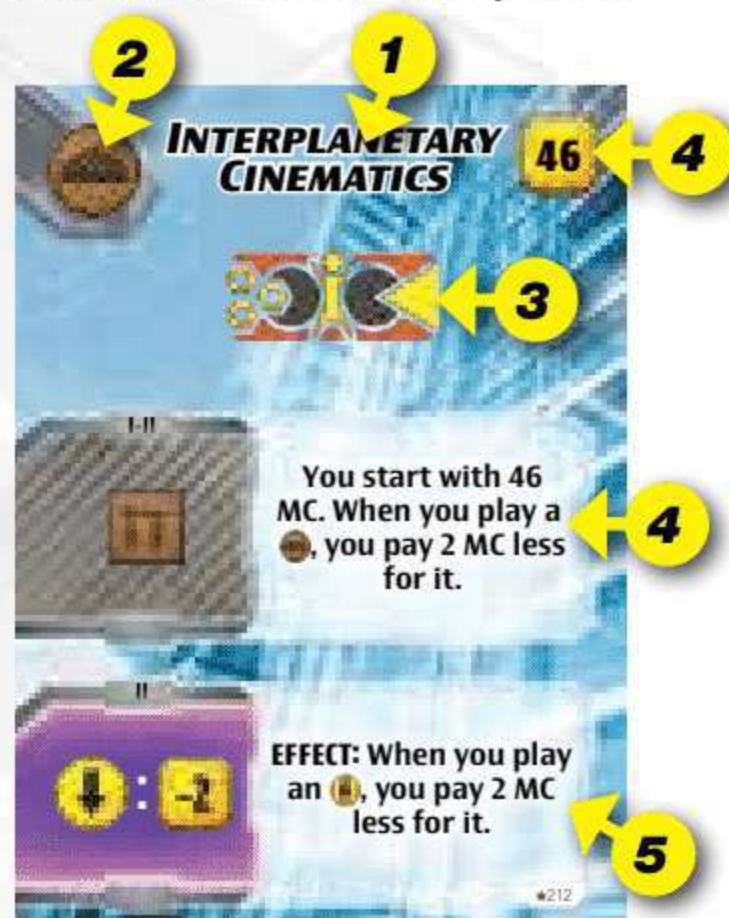 2
1
INTERPLANETARY
CINEMATICS
46
4
3
I-II
You start with 46
MC. When you play a
, you pay 2 MC less
for it.
4
II
: -2
EFFECT: When you play
an , you pay 2 MC
less for it.
5
212